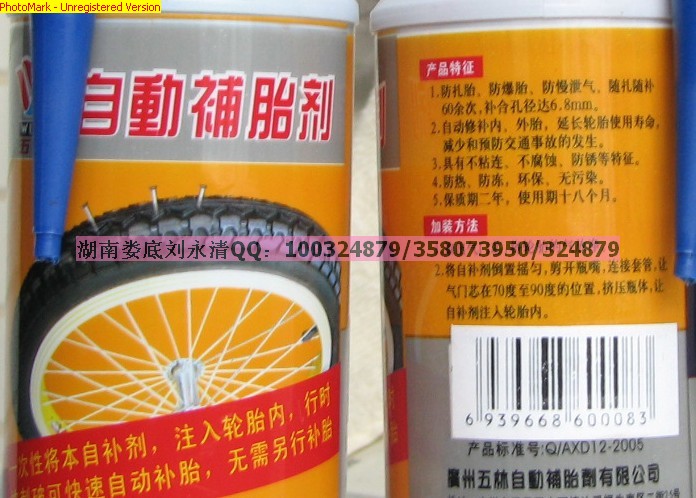 PhotoMark - Unregistered Version
自動補胎剂
次性将本自补剂，注入轮胎内，行时
可快速自动补胎，无需另行补胎
产品特征
1.防扎胎、防爆胎、防慢泄气、随扎随补
60余次，补合孔径达6.8mm。
2.自动修补内、外胎，延长轮胎使用寿命，
减少和预防交通事故的发生。
3.具有不粘连、不腐蚀、防锈等特征。
4.防热、防冻，环保、无污染。
5.保质期二年，使用期十八个月。
加装方法
湖南娄底刘永清QQ：100324879/358073950/324879
2.将自补剂倒置摇匀，剪开瓶嘴，连接套管，让
气门芯在70度至90度的位置，挤压瓶体，让
自补剂注入轮胎内。
6939668600083
产品标准号:Q/AXD12-2005
廣州五林自動補胎劑有限公司